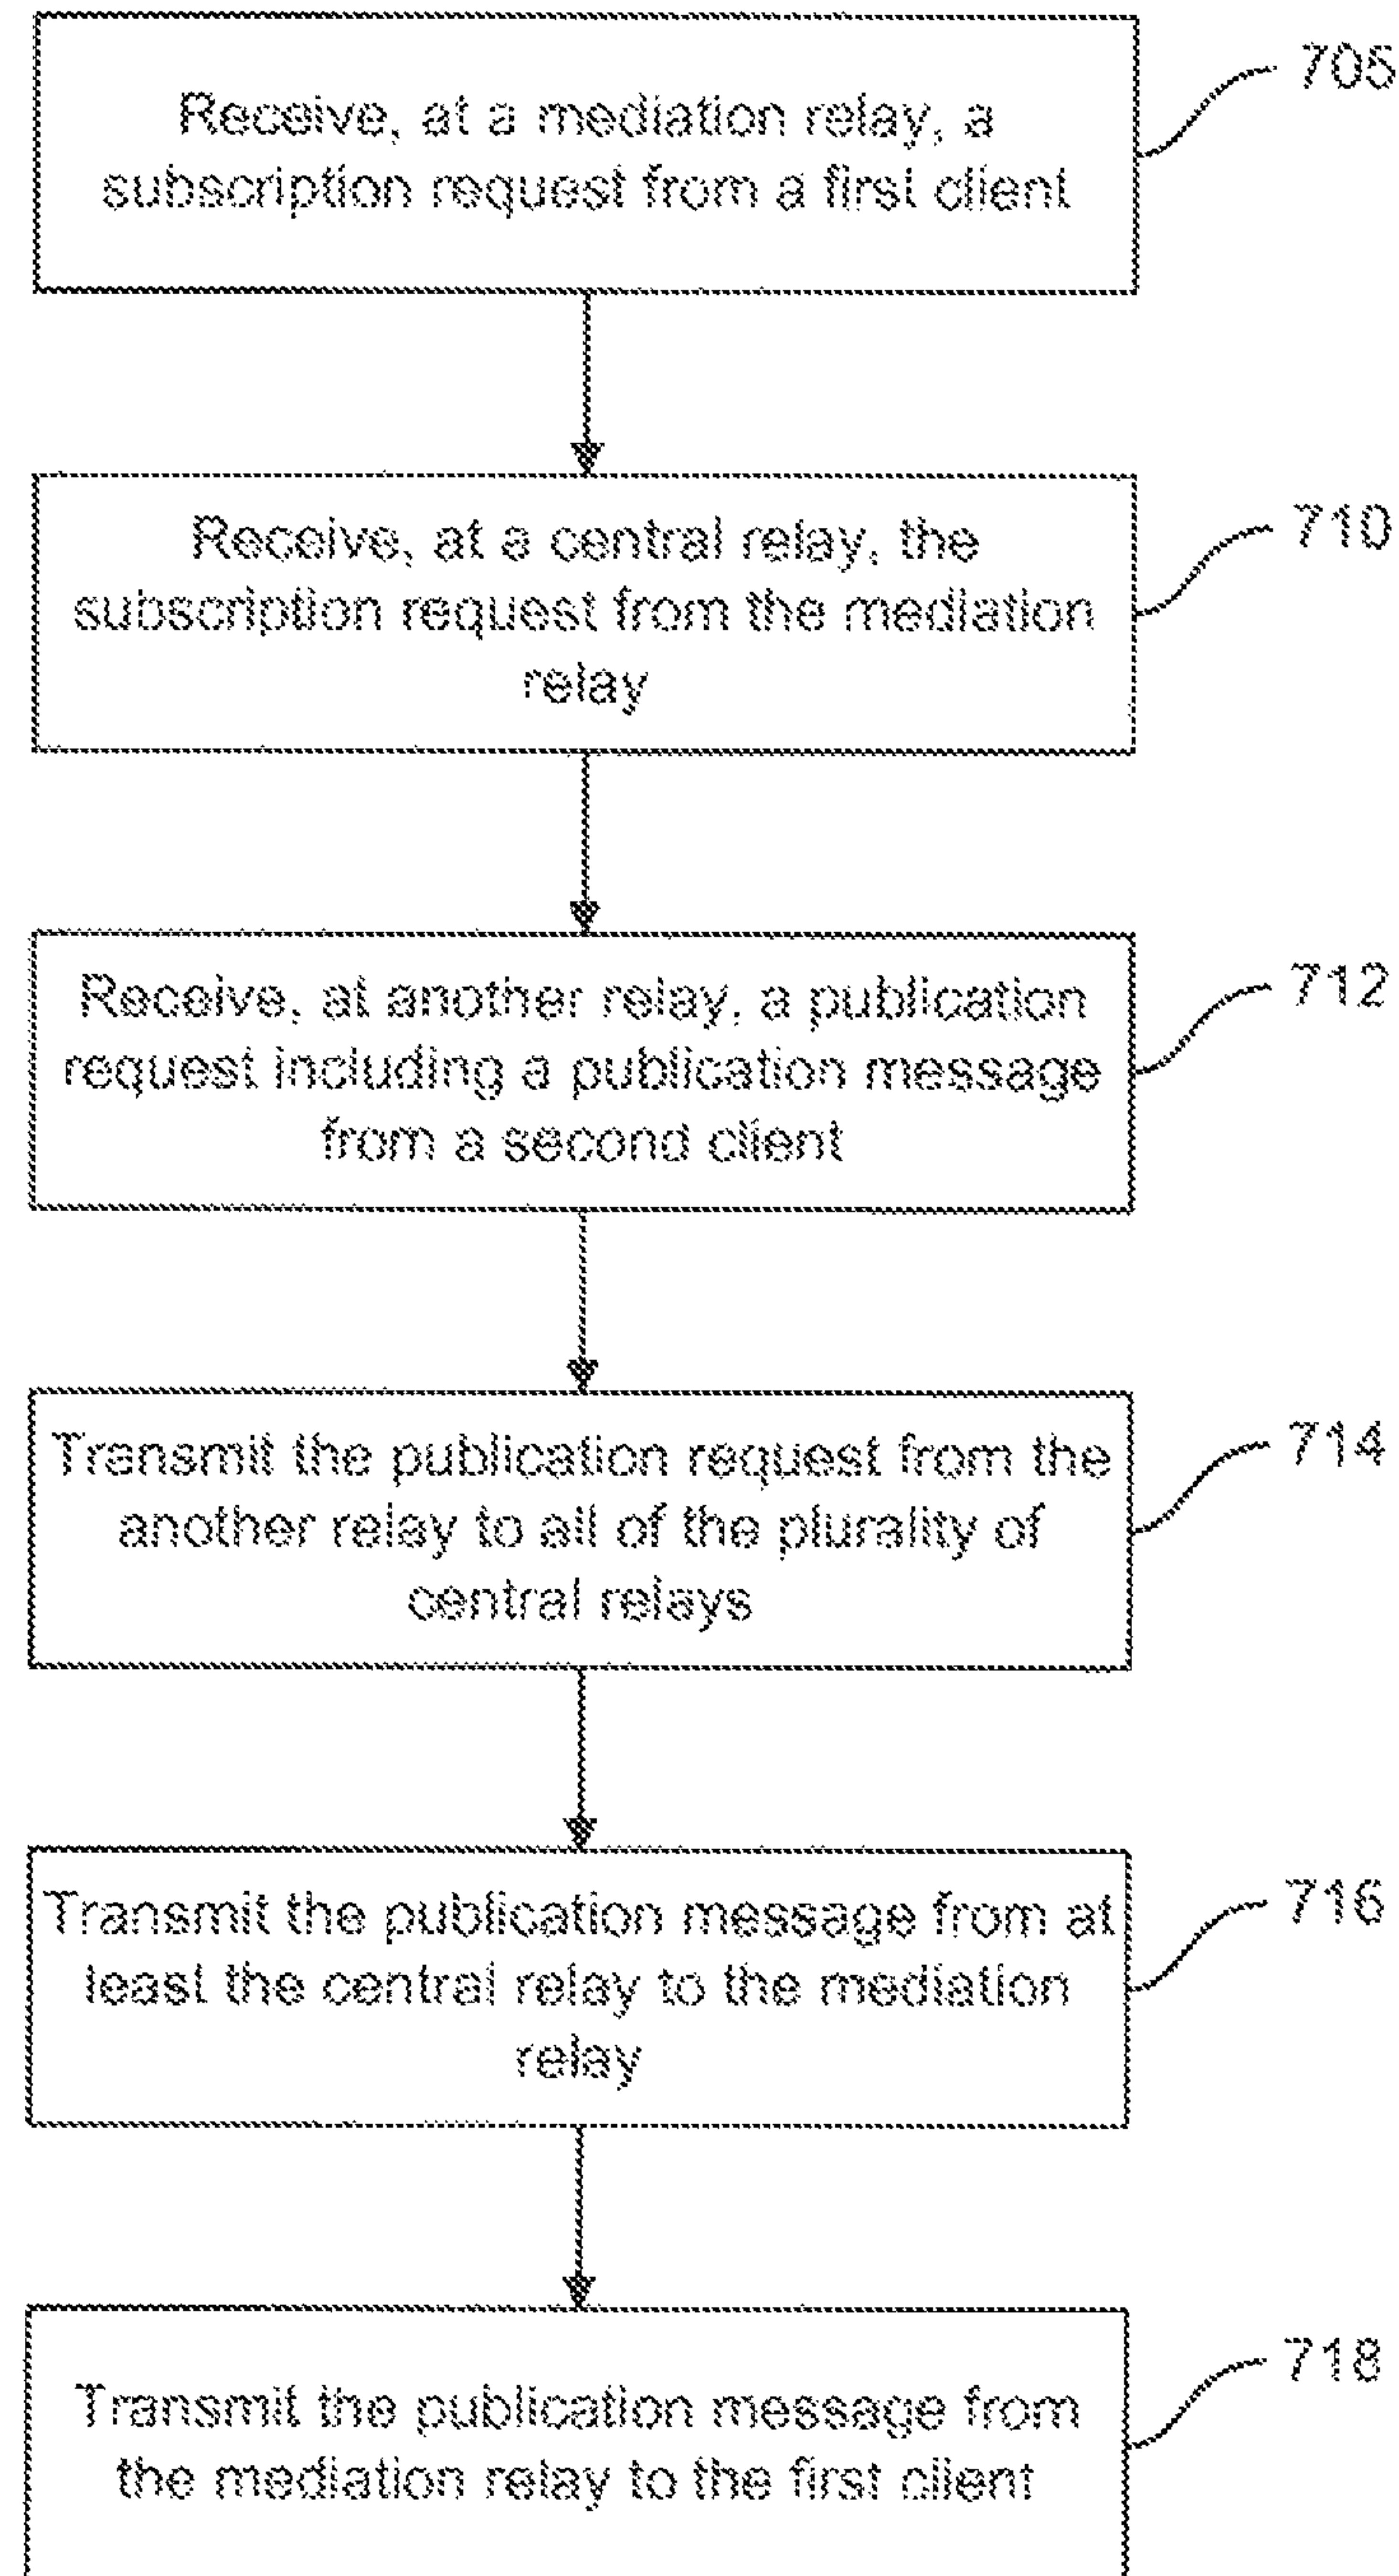 Receive, at a mediation relay, a
subscription request from a first client
705
Receive, at a central relay, the
subscription request from the mediation
relay
710
Receive, at another relay, a publication
request including a publication message
from a second client
712
Transmit the publication request from the
another relay to all of the plurality of
central relays
714
Transmit the publication message from at
least the central relay to the mediation
relay
716
Transmit the publication message from
the mediation relay to the first client
718